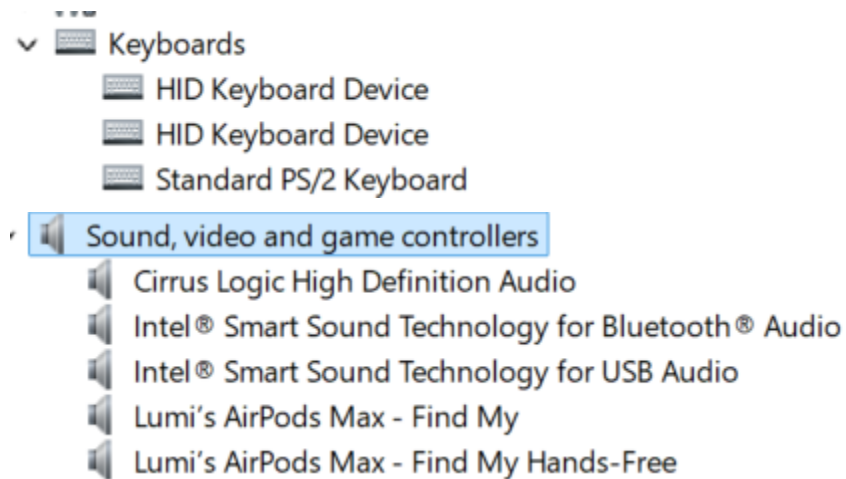 Keyboards
HID Keyboard Device
HID Keyboard Device
Standard PS/2 Keyboard
Sound, video and game controllers
Cirrus Logic High Definition Audio
Intel® Smart Sound Technology for Bluetooth® Audio
Intel® Smart Sound Technology for USB Audio
Lumi’s AirPods Max - Find My
Lumi’s AirPods Max - Find My Hands-Free